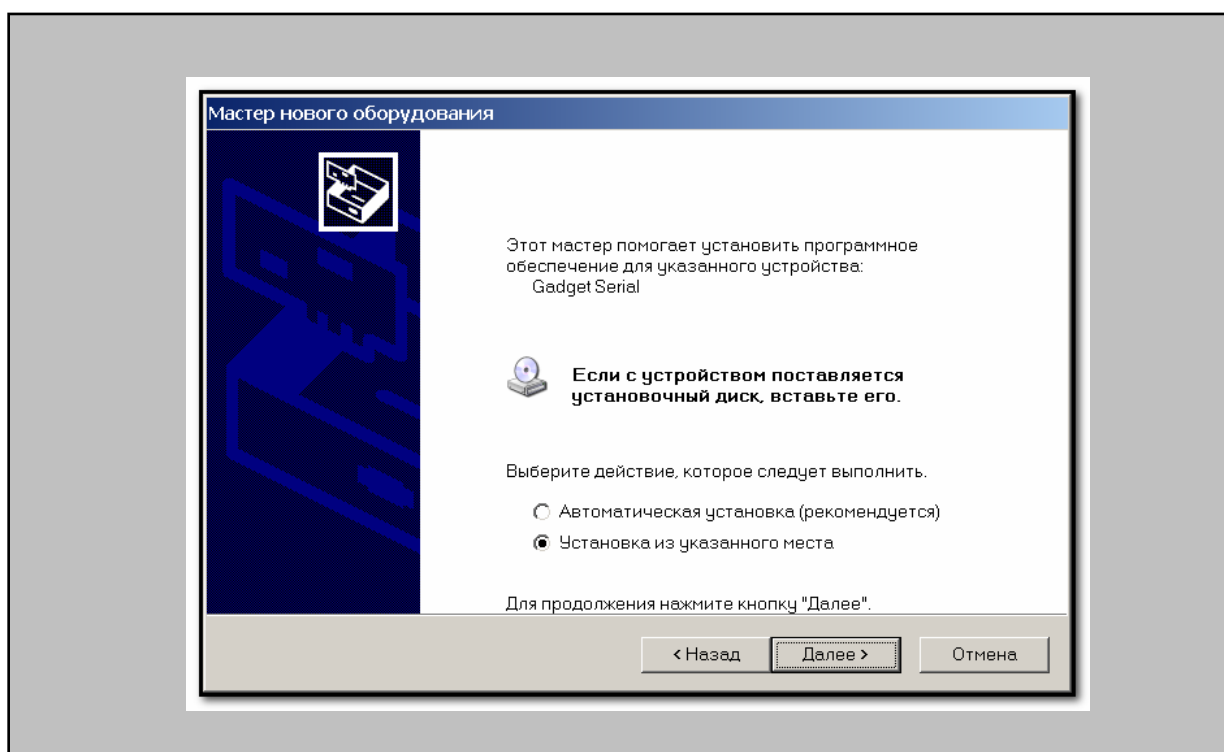 Мастер нового оборудования
Этот мастер помогает установить программное
обеспечение для указанного устройства:
Gadget Serial
Если с устройством поставляется
установочный диск, вставьте его.
Выберите действие, которое следует выполнить.
Автоматическая установка (рекомендуется)
Установка из указанного места
Для продолжения нажмите кнопку "Далее".
< Назад
Далее >
Отмена